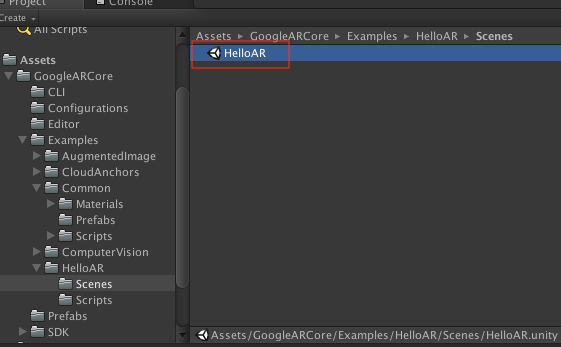 Project
Console
Create
All Scripts
Assets
GoogleARCore
CLI
Configurations
Editor
Examples
AugmentedImage
CloudAnchors
Common
Materials
Prefabs
Scripts
ComputerVision
HelloAR
Scenes
Scripts
Prefabs
SDK
Assets ▸ GoogleARCore ▸ Examples ▸ HelloAR ▸ Scenes
HelloAR
Assets/GoogleARCore/Examples/HelloAR/Scenes/HelloAR.unity